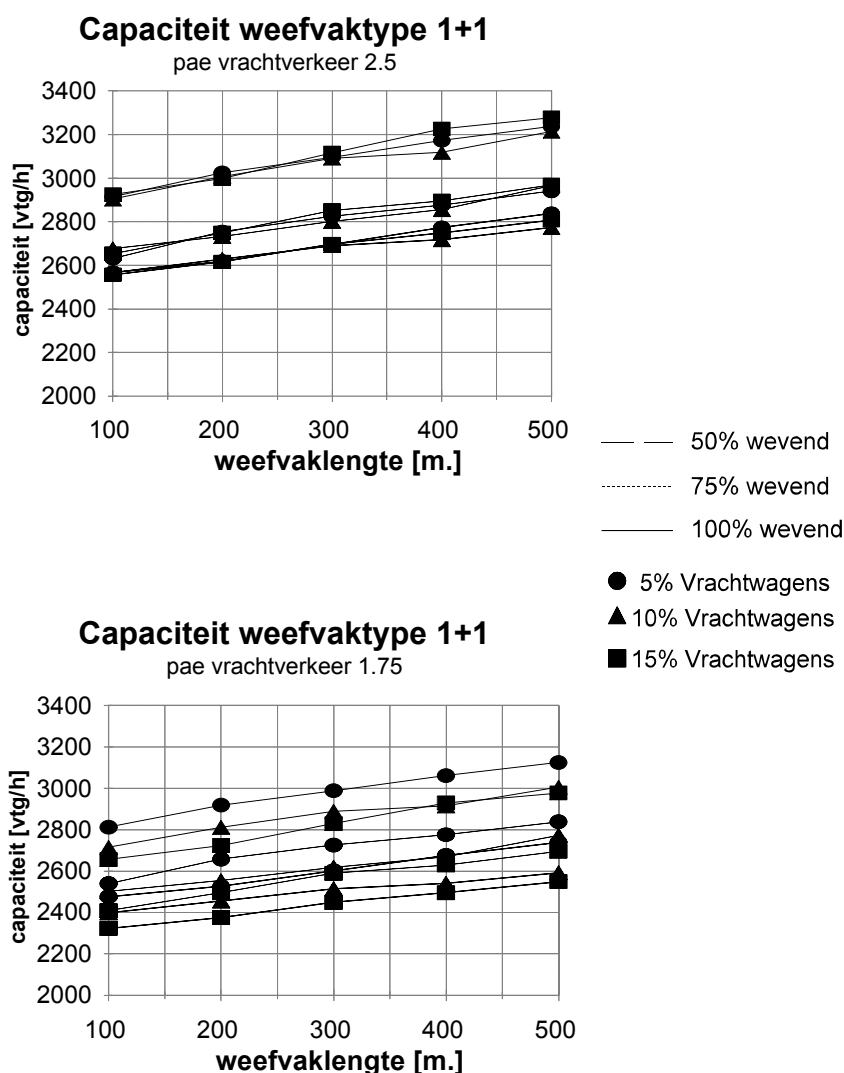 Capaciteit weefvaktype 1+1
pae vrachtverkeer 2.5
capaciteit [vtg/h]
3400
3200
3000
2800
2600
2400
2200
2000
100 200 300 400 500
weefvaklengte [m.]
50% wevend
75% wevend
100% wevend
5% Vrachtwagens
10% Vrachtwagens
15% Vrachtwagens
Capaciteit weefvaktype 1+1
pae vrachtverkeer 1.75
capaciteit [vtg/h]
3400
3200
3000
2800
2600
2400
2200
2000
100 200 300 400 500
weefvaklengte [m.]